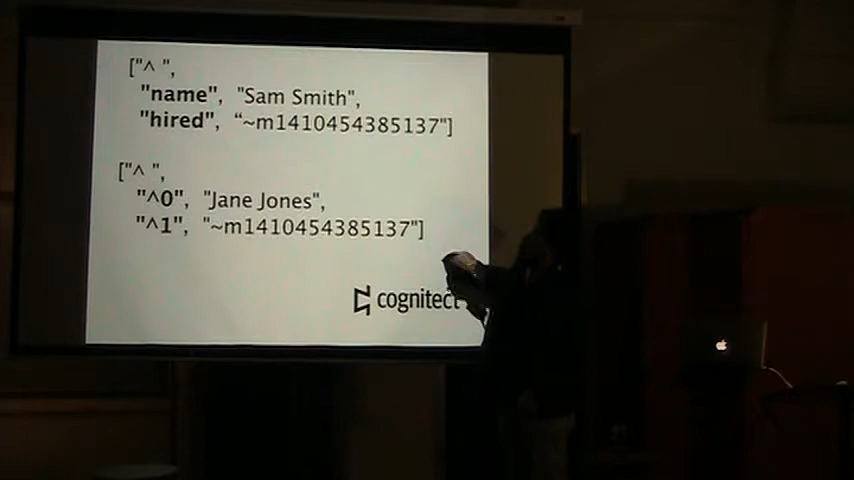 ["^ ",
"name", "Sam Smith",
"hired", “~m1410454385137"]
["^ ",
"^0", "Jane Jones",
"^1", "~m1410454385137"]
cognitect